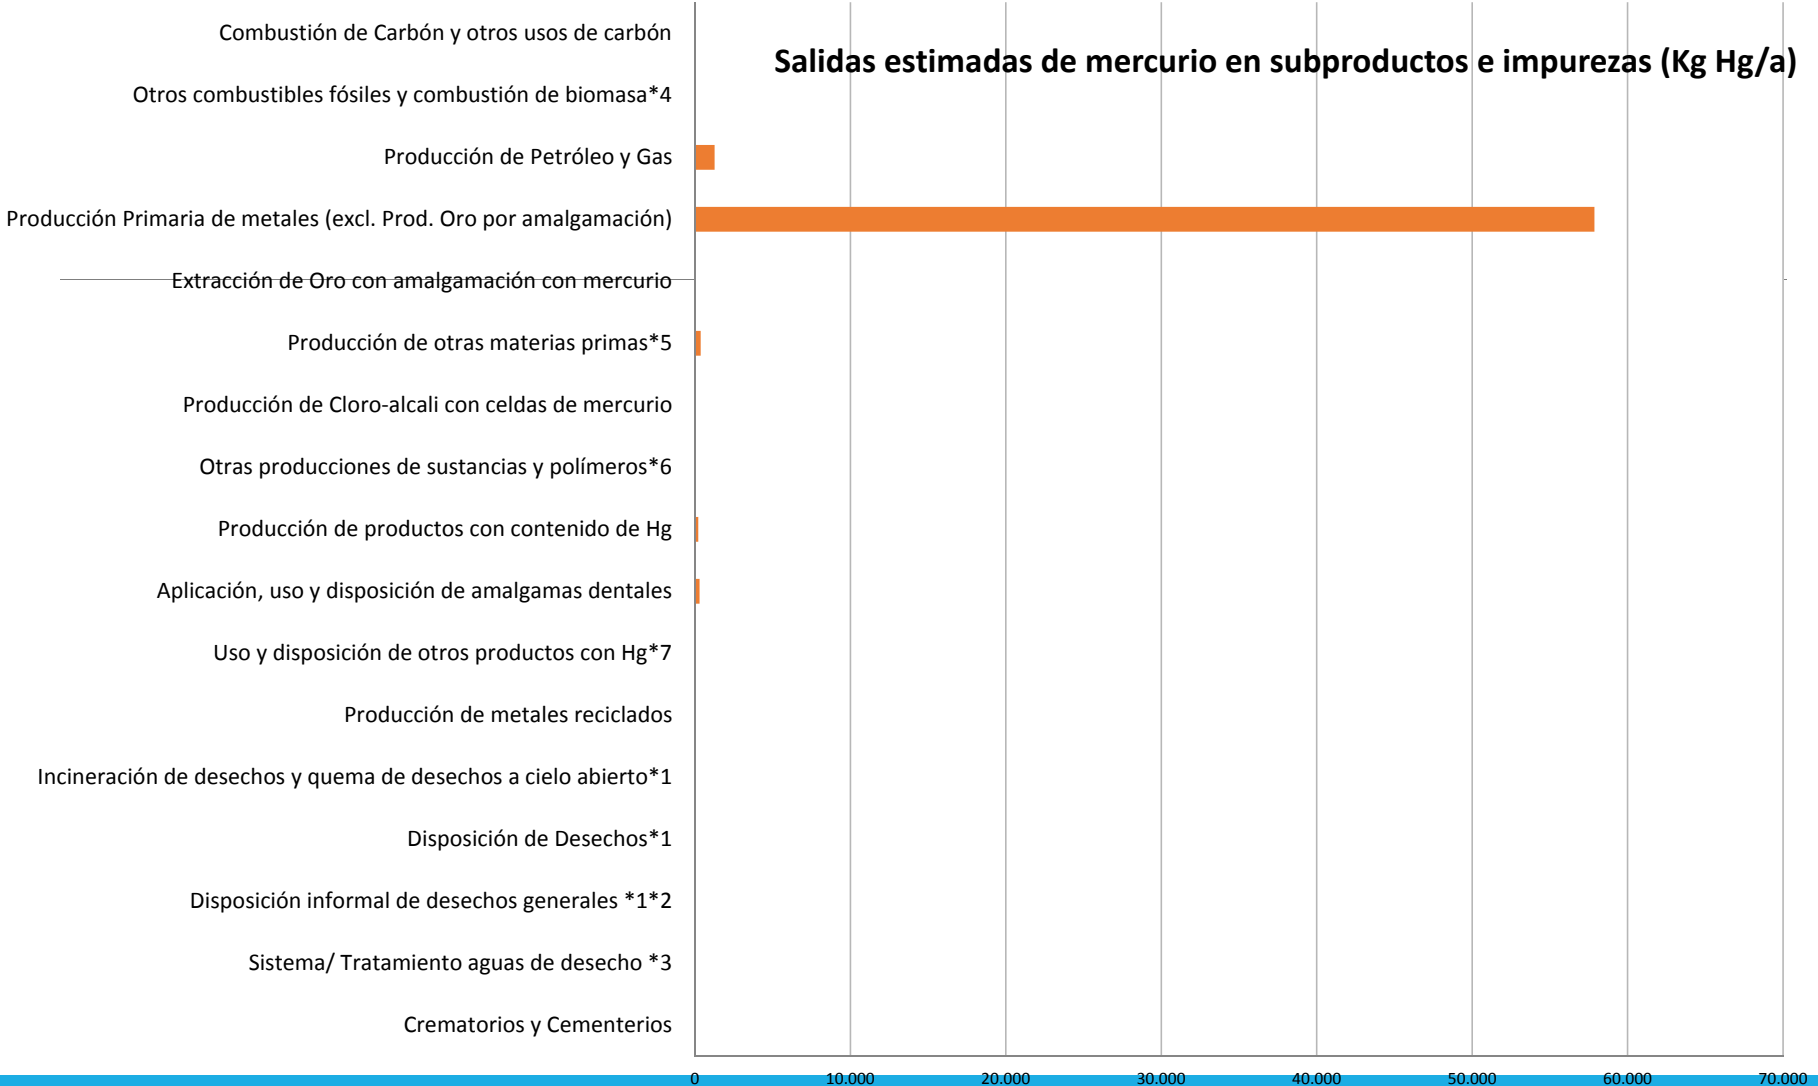 Salidas estimadas de mercurio en subproductos e impurezas (Kg Hg/a)
Combustión de Carbón y otros usos de carbón
Otros combustibles fósiles y combustión de biomasa*4
Producción de Petróleo y Gas
Producción Primaria de metales (excl. Prod. Oro por amalgamación)
Extracción de Oro con amalgamación con mercurio
Producción de otras materias primas*5
Producción de Cloro-alcali con celdas de mercurio
Otras producciones de sustancias y polímeros*6
Producción de productos con contenido de Hg
Aplicación, uso y disposición de amalgamas dentales
Uso y disposición de otros productos con Hg*7
Producción de metales reciclados
Incineración de desechos y quema de desechos a cielo abierto*1
Disposición de Desechos*1
Disposición informal de desechos generales *1*2
Sistema/ Tratamiento aguas de desecho *3
Crematorios y Cementerios
0 10.000 20.000 30.000 40.000 50.000 60.000 70.000